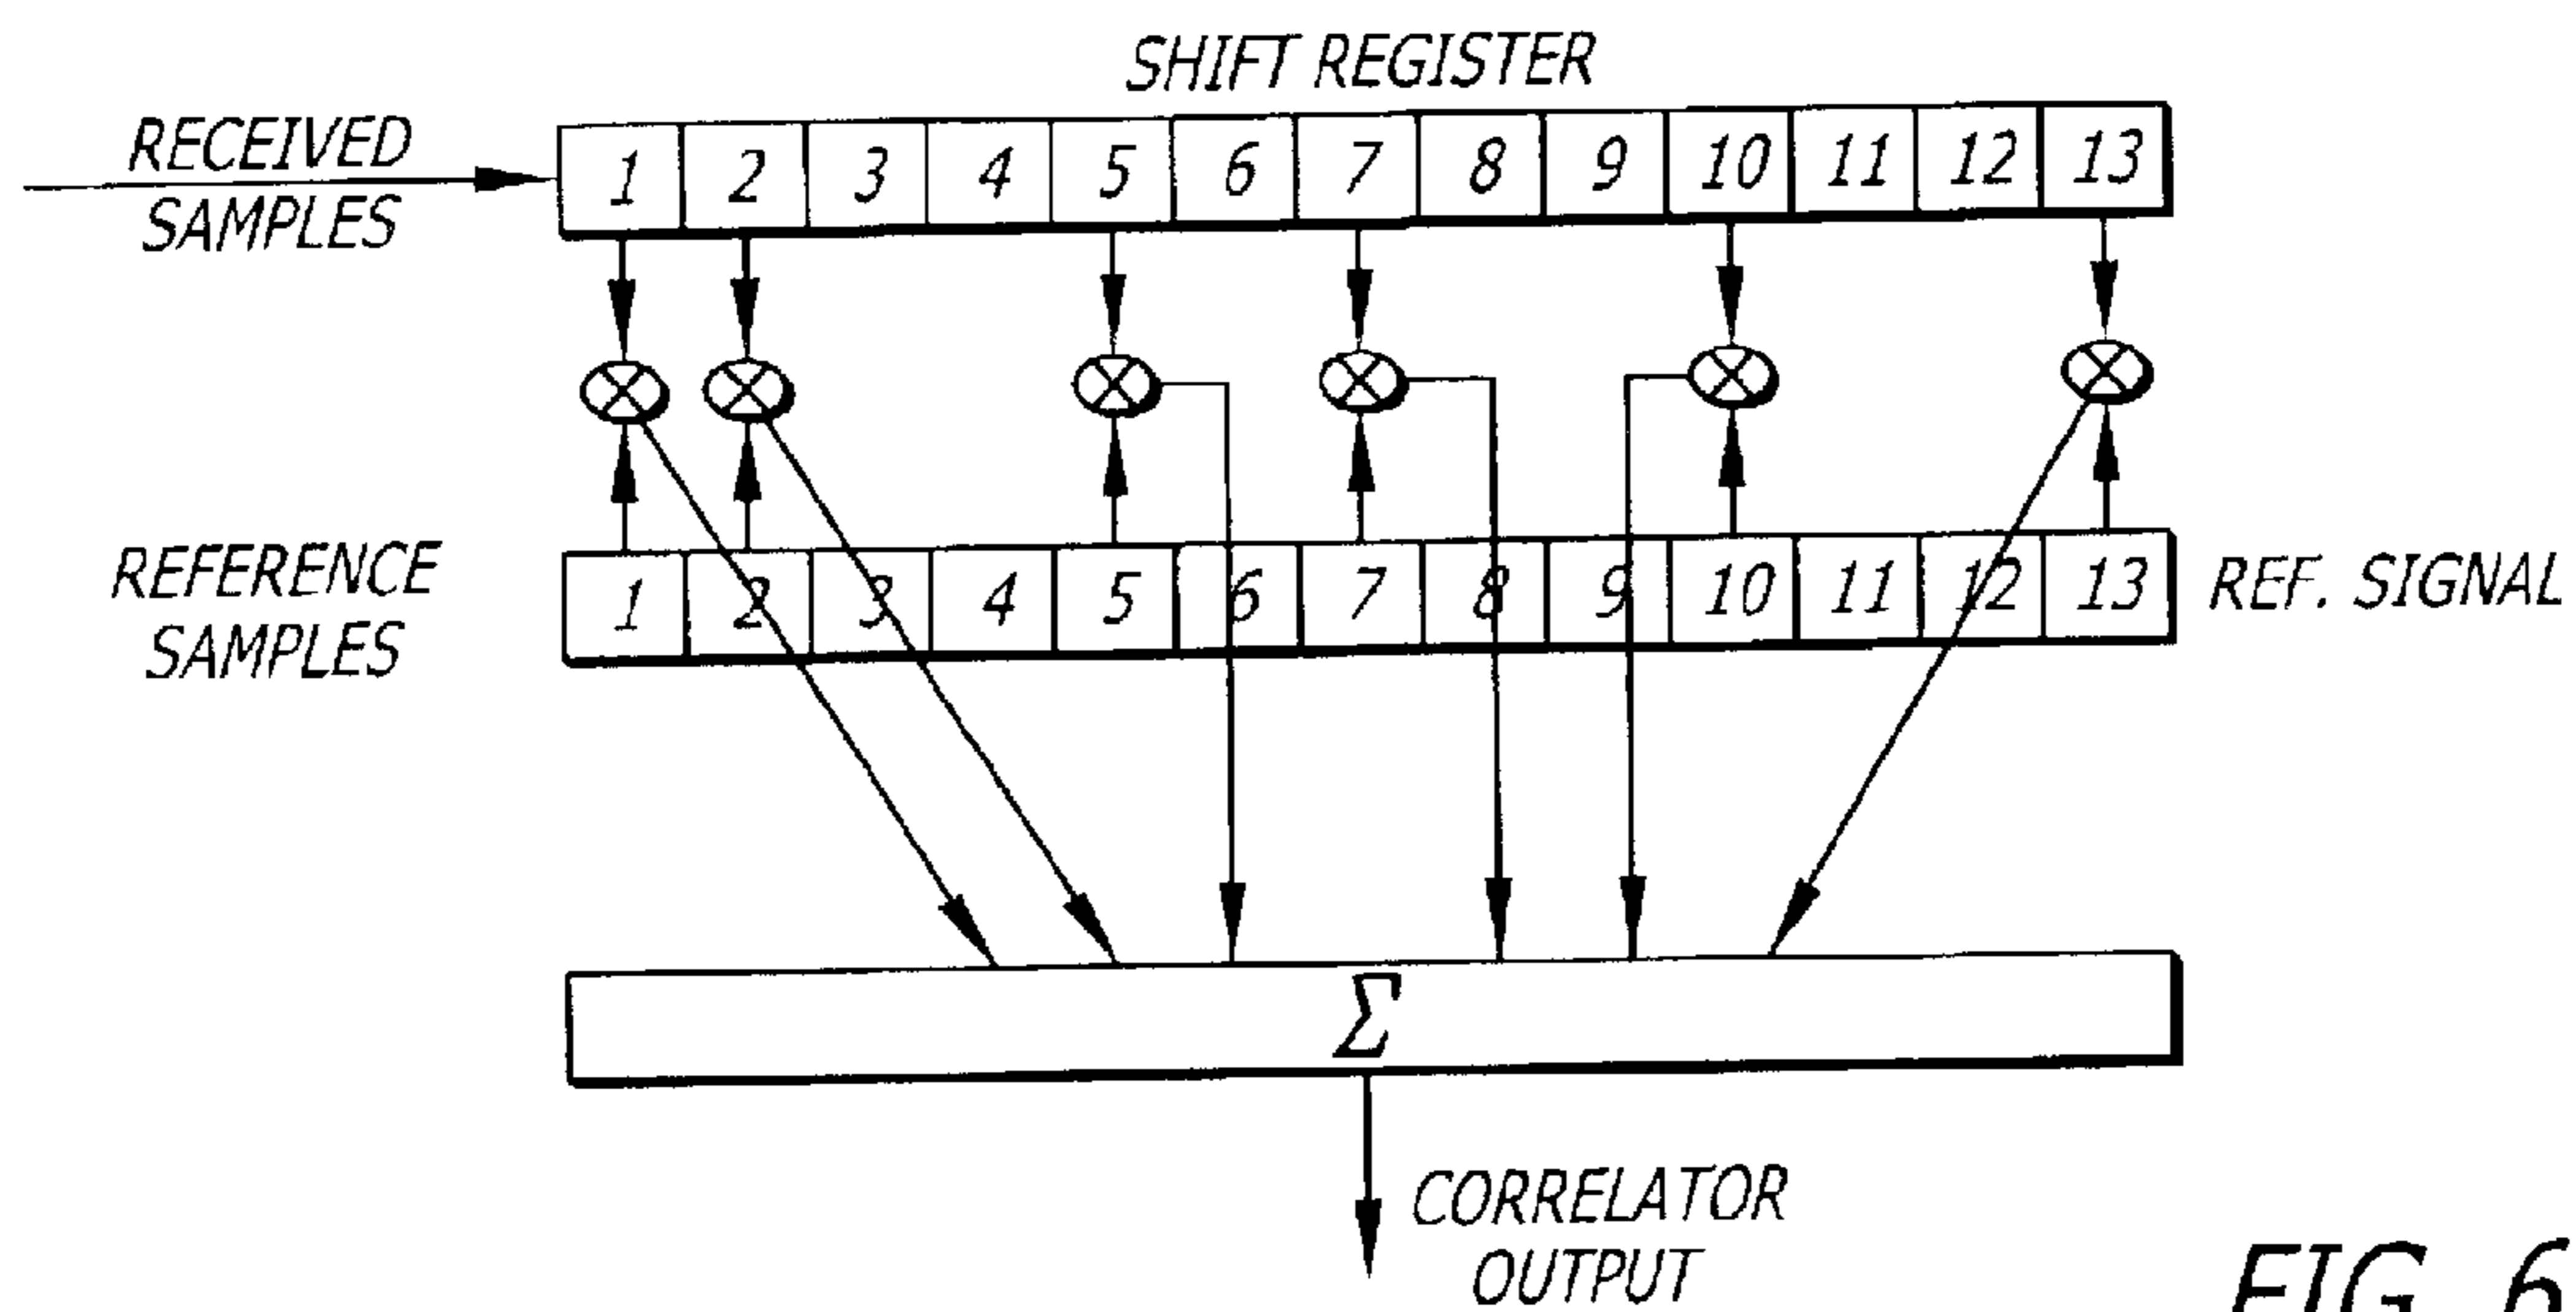 SHIFT REGISTER
RECEIVED
SAMPLES
1 2 3 4 5 6 7 8 9 10 11 12 13
REFERENCE
SAMPLES
1 2 3 4 5 6 7 8 9 10 11 12 13
REF. SIGNAL
Σ
CORRELATOR
OUTPUT
FIG. 6